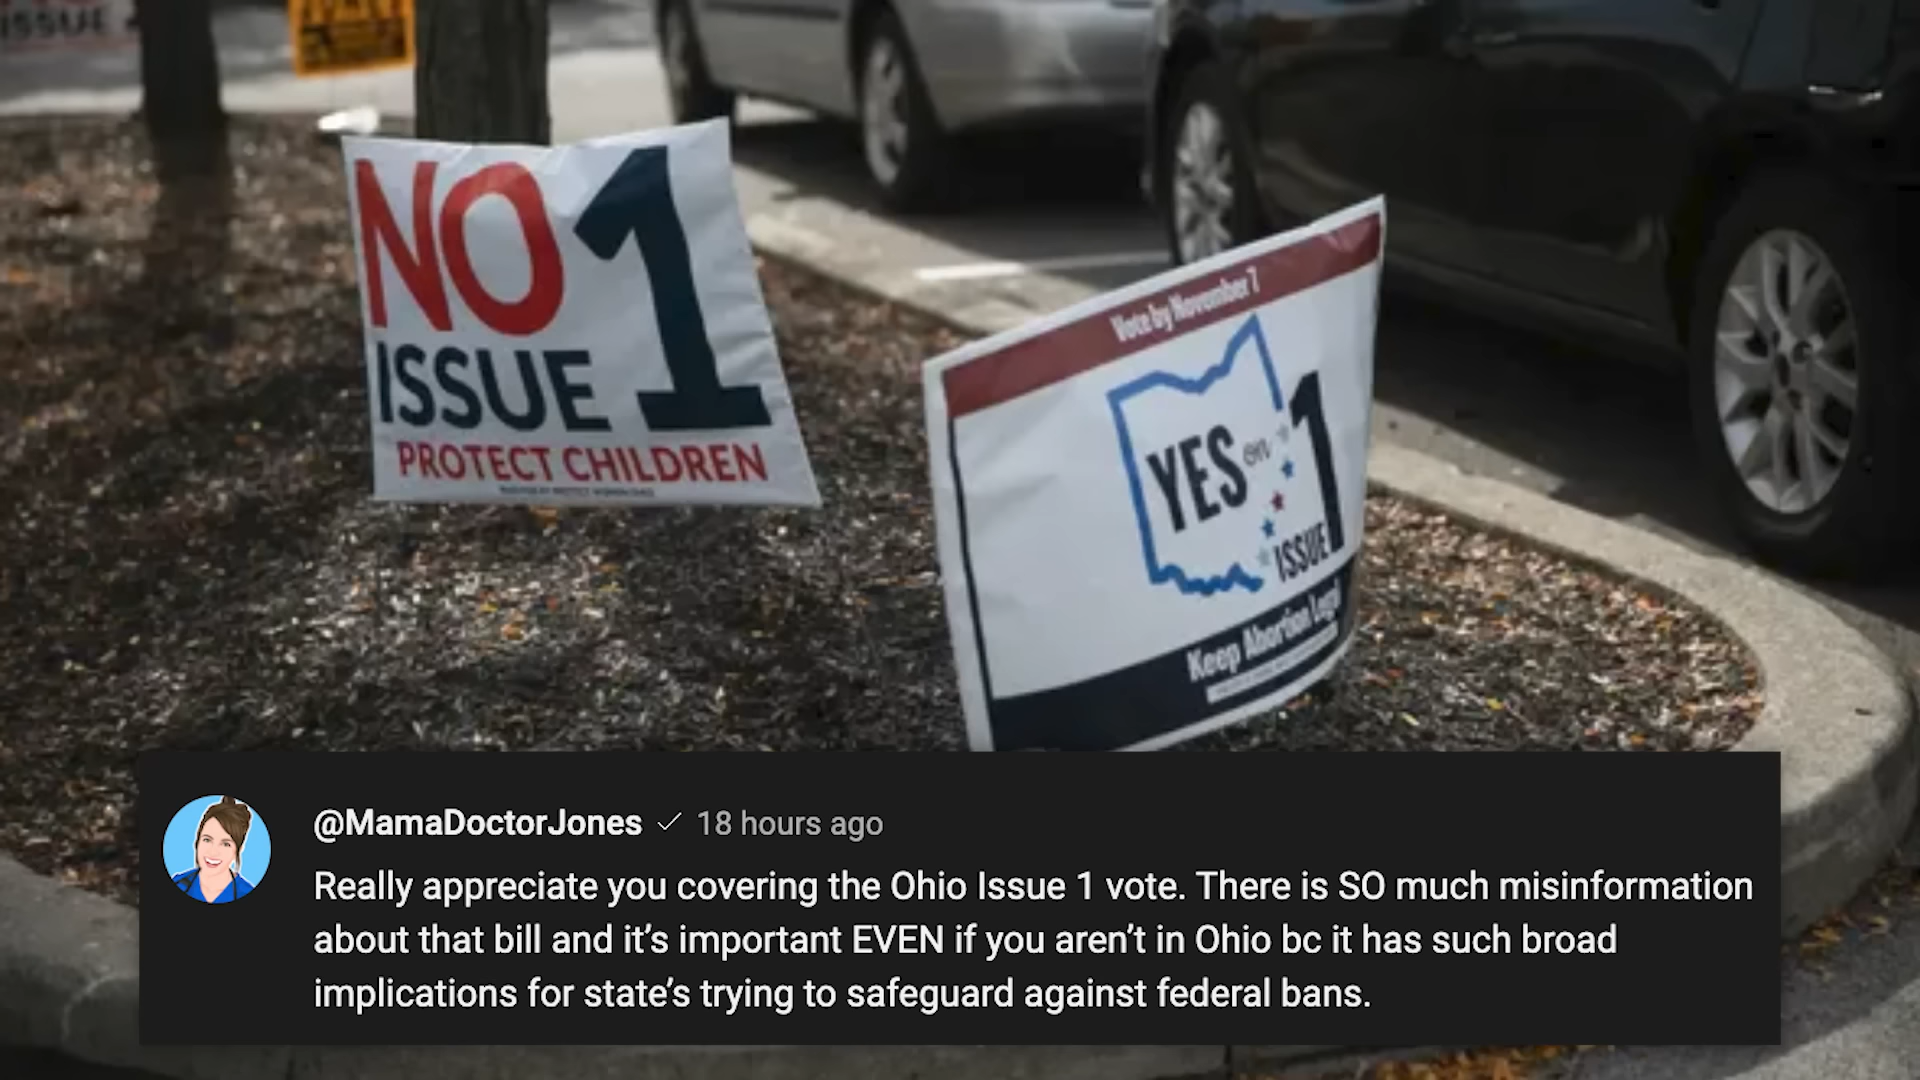 ISSUE
NO 1
ISSUE
PROTECT CHILDREN
Vote by November 7
YES on 1
ISSUE
Keep Abortion Legal
@MamaDoctorJones 18 hours ago
Really appreciate you covering the Ohio Issue 1 vote. There is SO much misinformation
about that bill and it’s important EVEN if you aren’t in Ohio bc it has such broad
implications for state’s trying to safeguard against federal bans.